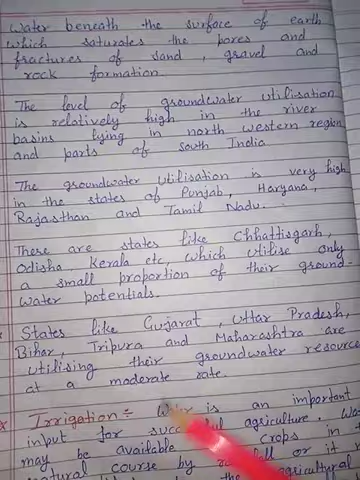 Water beneath the surface of earth
which saturates the pores and
fractures of sand, gravel and
rock formation
The level of groundwater utilisation
is relatively high in the river
basins lying in north western region
and parts of south India
The groundwater utilisation is very high
in the states of Punjab, Haryana,
Rajasthan and Tamil Nadu.
There are states like Chhattisgarh,
Odisha Kerala etc, which utilise only
a small proportion of their ground-
water potentials.
States like Gujarat, Uttar Pradesh,
Bihar, Tripura and Maharashtra are
utilising their groundwater resources
at a moderate rate.
Irrigation :- is an important
input for agriculture.
may be available crops in the
natural course by or it
the agricultural